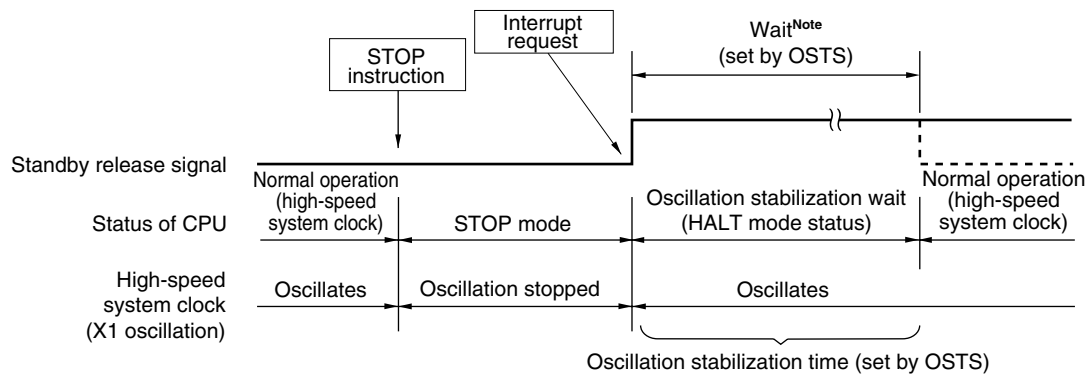 Interrupt
request
WaitNote
(set by OSTS)
STOP
instruction
Standby release signal
Normal operation
(high-speed
system clock)
Status of CPU
STOP mode
Oscillation stabilization wait
(HALT mode status)
Normal operation
(high-speed
system clock)
High-speed
system clock
(X1 oscillation)
Oscillates
Oscillation stopped
Oscillates
Oscillation stabilization time (set by OSTS)